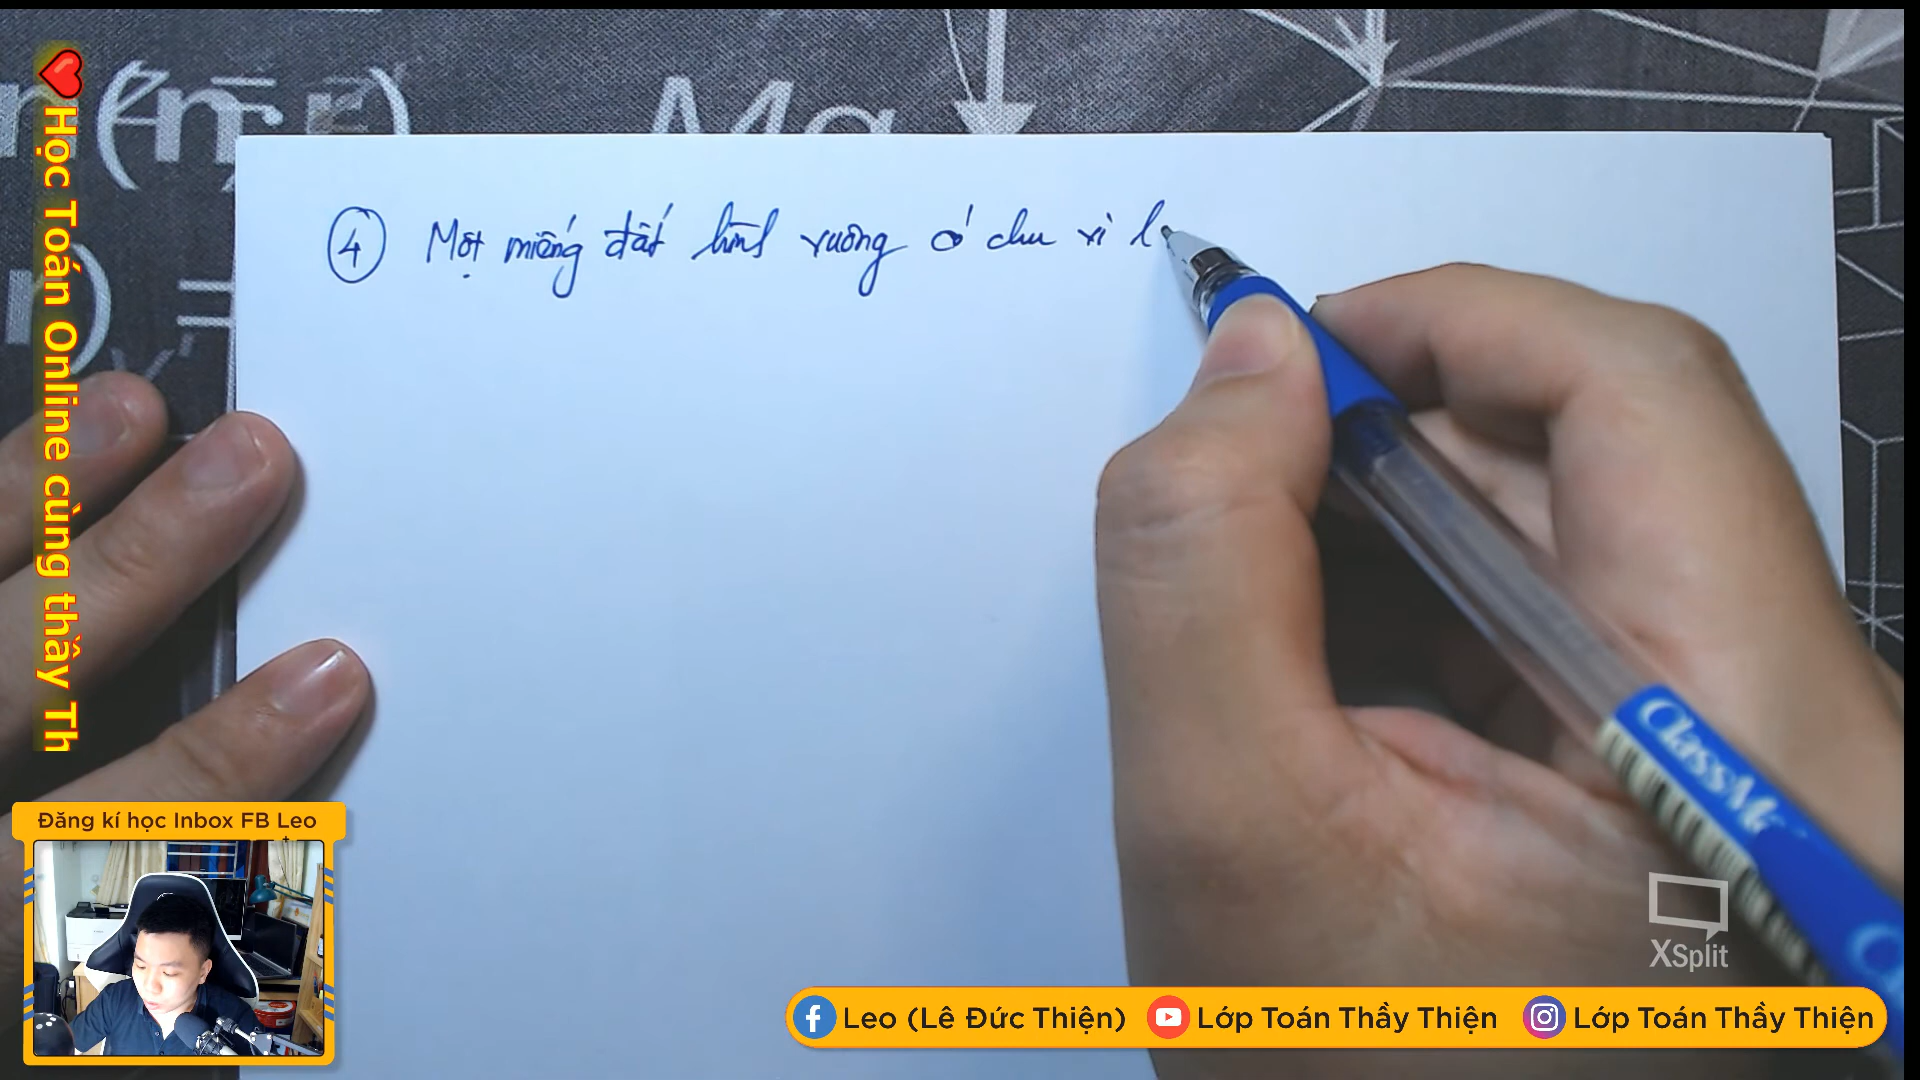 ④ Một miếng đất hình vuông có chu vi l
❤Học Toán Online cùng thầy Th
Đăng kí học Inbox FB Leo
ClassM
XSplit
Leo (Lê Đức Thiện) Lớp Toán Thầy Thiện Lớp Toán Thầy Thiện